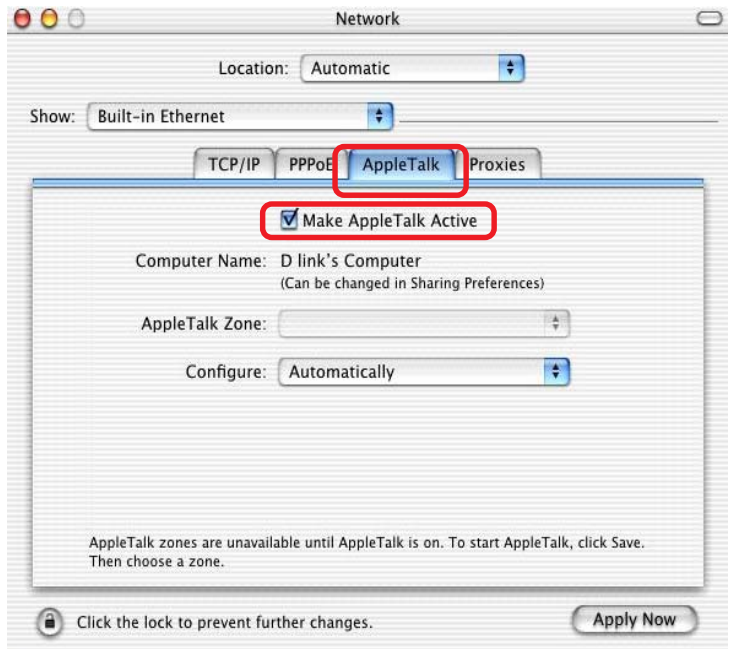 Network
Location: Automatic
Show: Built-in Ethernet
TCP/IP PPPoE AppleTalk Proxies
Make AppleTalk Active
Computer Name: D link's Computer
(Can be changed in Sharing Preferences)
AppleTalk Zone:
Configure: Automatically
AppleTalk zones are unavailable until AppleTalk is on. To start AppleTalk, click Save.
Then choose a zone.
Click the lock to prevent further changes.
Apply Now